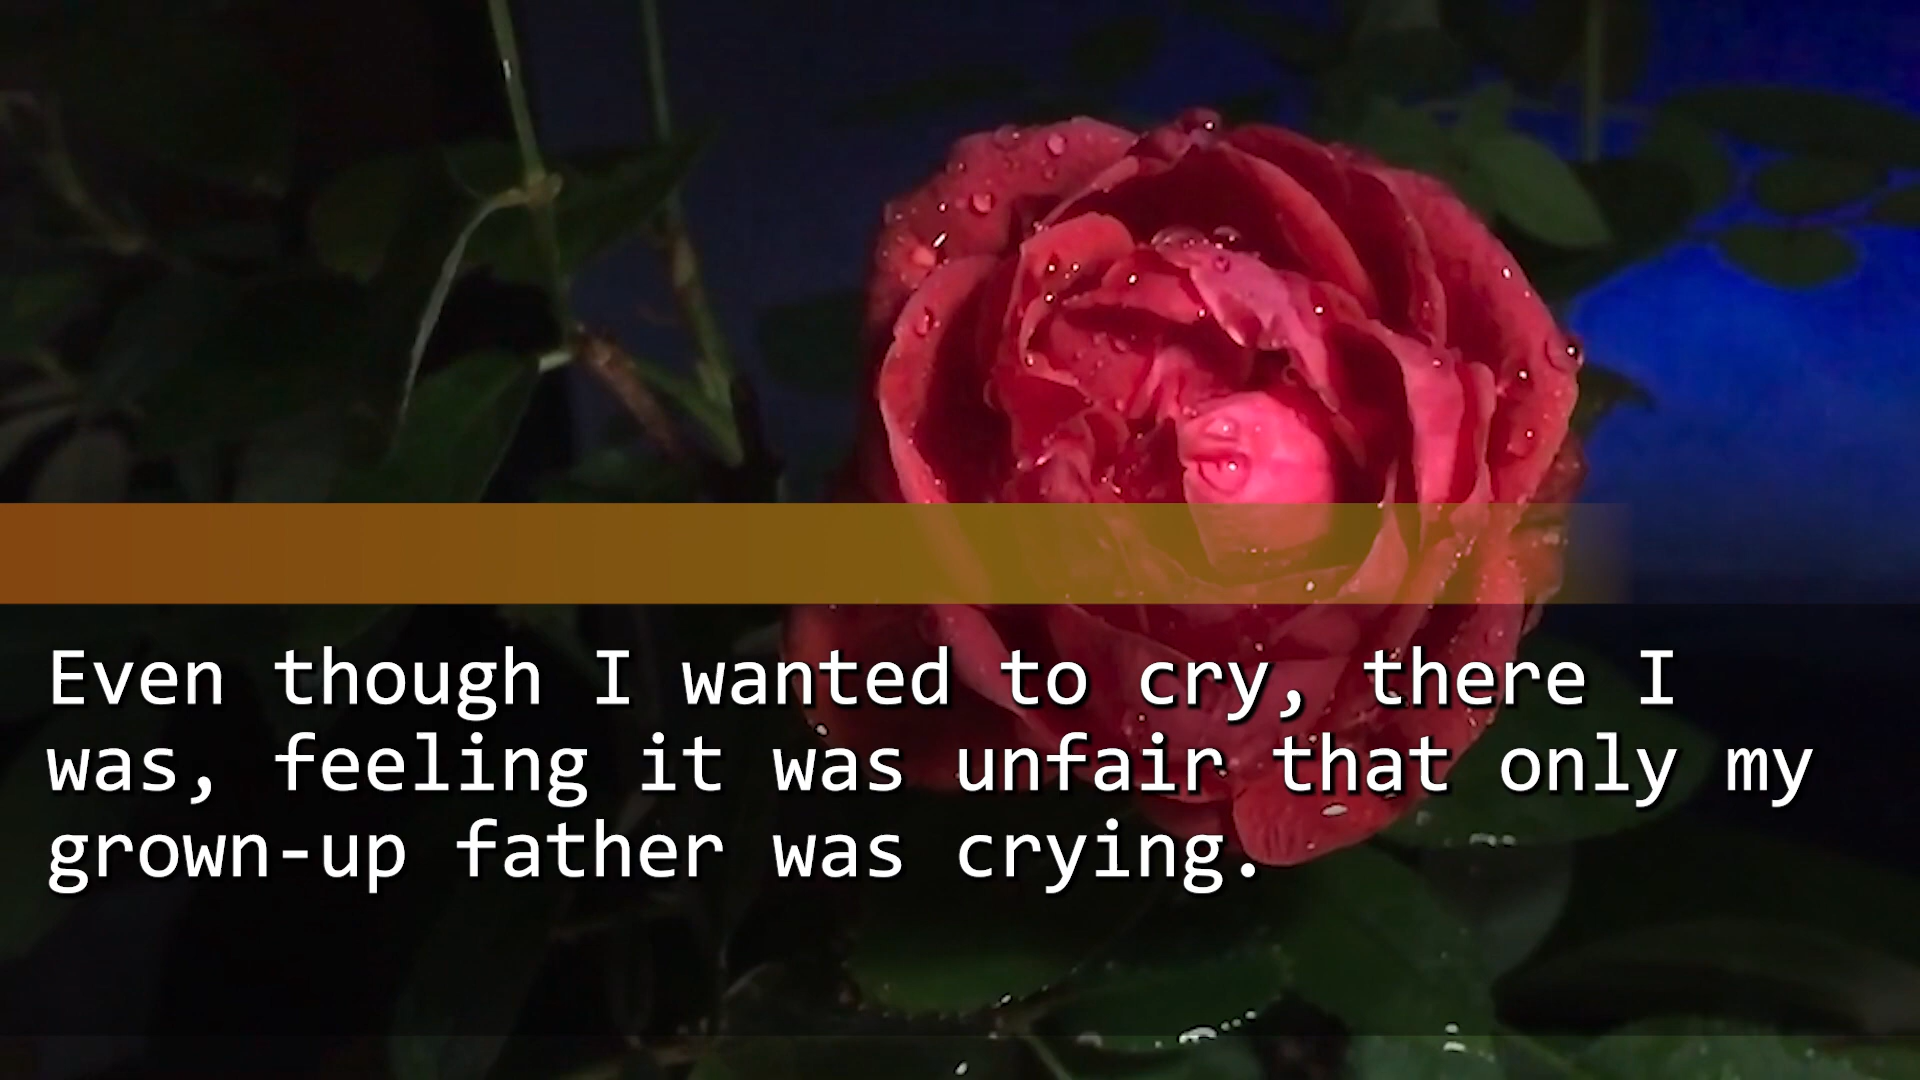 Even though I wanted to cry, there I
was, feeling it was unfair that only my
grown-up father was crying.